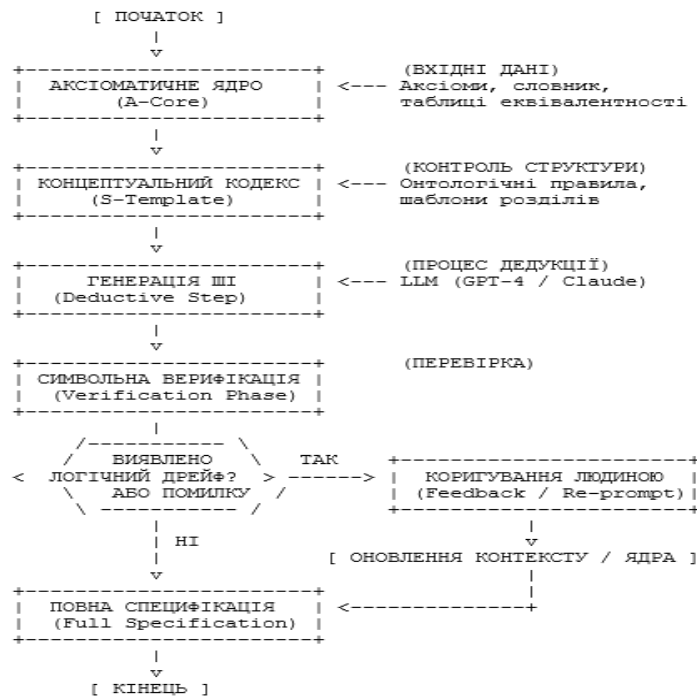 [ ПОЧАТОК ]
АКСІОМАТИЧНЕ ЯДРО
(A-Core)
(ВХІДНІ ДАНІ)
<--- Аксіоми, словник,
таблиці еквівалентності
КОНЦЕПТУАЛЬНИЙ КОДЕКС
(S-Template)
(КОНТРОЛЬ СТРУКТУРИ)
<--- Онтологічні правила,
шаблони розділів
ГЕНЕРАЦІЯ ШІ
(Deductive Step)
(ПРОЦЕС ДЕДУКЦІЇ)
<--- LLM (GPT-4 / Claude)
СИМВОЛЬНА ВЕРИФІКАЦІЯ
(Verification Phase)
(ПЕРЕВІРКА)
ВИЯВЛЕНО
ЛОГІЧНИЙ ДРЕЙФ?
АБО ПОМИЛКУ
ТАК
КОРИГУВАННЯ ЛЮДИНОЮ
(Feedback / Re-prompt)
НІ
[ ОНОВЛЕННЯ КОНТЕКСТУ / ЯДРА ]
ПОВНА СПЕЦИФІКАЦІЯ
(Full Specification)
[ КІНЕЦЬ ]